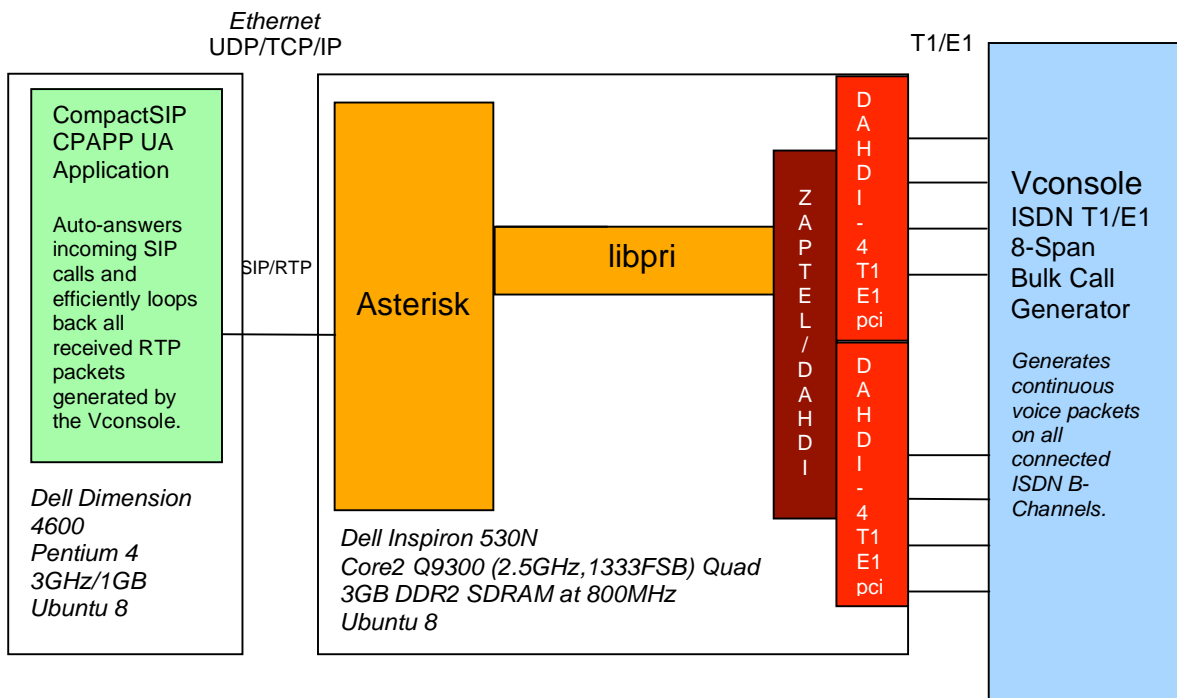 Ethernet
UDP/TCP/IP
T1/E1
CompactSIP
CPAPP UA
Application
Auto-answers
incoming SIP
calls and
efficiently loops
back all
received RTP
packets
generated by
the Vconsole.
Dell Dimension
4600
Pentium 4
3GHz/1GB
Ubuntu 8
SIP/RTP
Asterisk
libpri
Z
A
P
T
E
L
/
D
A
H
D
I
D
A
H
D
I
-
4
T1
E1
pci
D
A
H
D
I
-
4
T1
E1
pci
Dell Inspiron 530N
Core2 Q9300 (2.5GHz,1333FSB) Quad
3GB DDR2 SDRAM at 800MHz
Ubuntu 8
Vconsole
ISDN T1/E1
8-Span
Bulk Call
Generator
Generates
continuous
voice packets
on all
connected
ISDN B-
Channels.